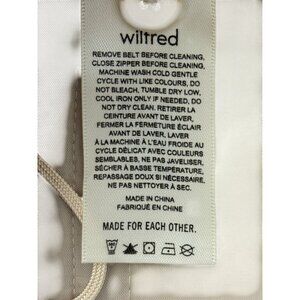 wilfred
REMOVE BELT BEFORE CLEANING,
CLOSE ZIPPER BEFORE CLEANING,
MACHINE WASH COLD GENTLE
CYCLE WITH LIKE COLOURS, DO
NOT BLEACH, TUMBLE DRY LOW,
COOL IRON ONLY IF NEEDED, DO
NOT DRY CLEAN. RETIRER LA
CEINTURE AVANT DE LAVER,
FERMER LA FERMETURE ÉCLAIR
AVANT DE LAVER, LAVER
À LA MACHINE À L'EAU FROIDE AU
CYCLE DÉLICAT AVEC COULEURS
SEMBLABLES, NE PAS JAVELISER,
SÉCHER À BASSE TEMPÉRATURE,
REPASSAGE DOUX SI NÉCESSAIRE,
NE PAS NETTOYER À SEC.
MADE IN CHINA
FABRIQUÉ EN CHINE
MADE FOR EACH OTHER.